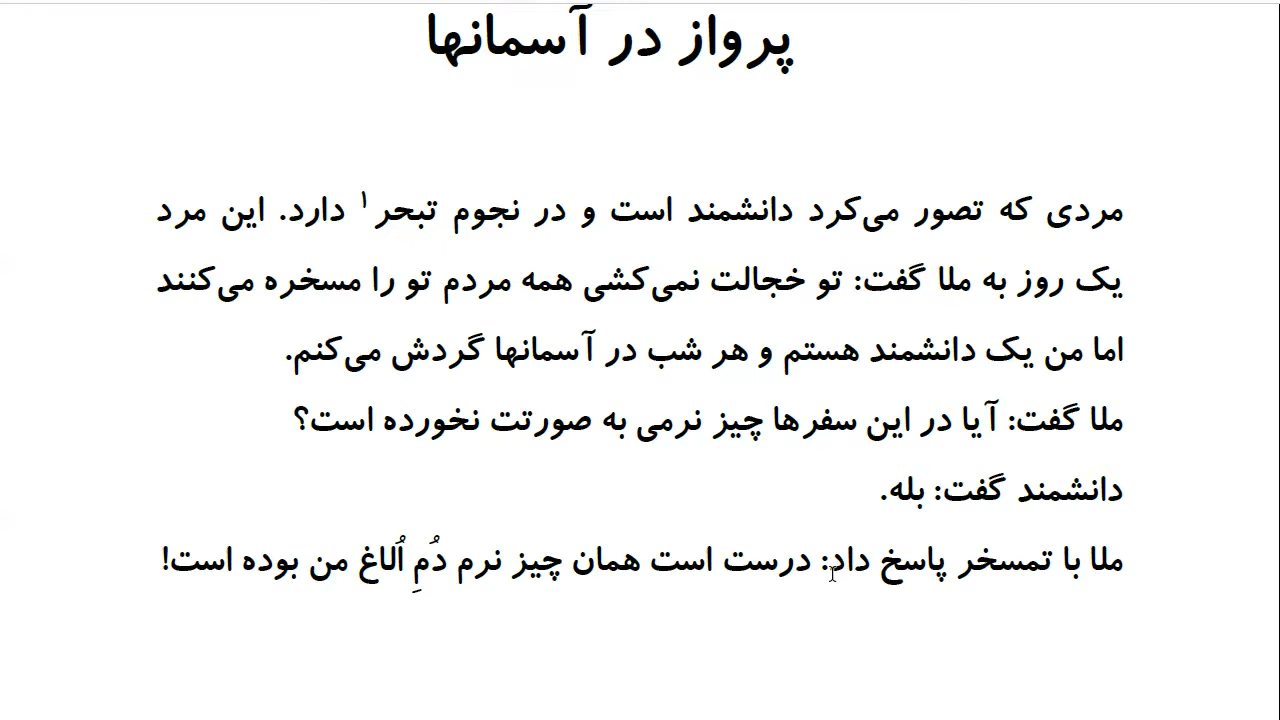 پرواز در آسمانها
مردی که تصور می‌کرد دانشمند است و در نجوم تبحر۱ دارد. این مرد
یک روز به ملا گفت: تو خجالت نمی‌کشی همه مردم تو را مسخره می‌کنند
اما من یک دانشمند هستم و هر شب در آسمانها گردش می‌کنم.
ملا گفت: آیا در این سفرها چیز نرمی به صورتت نخورده است؟
دانشمند گفت: بله.
ملا با تمسخر پاسخ داد: درست است همان چیز نرم دُمِ اُلاغ من بوده است!